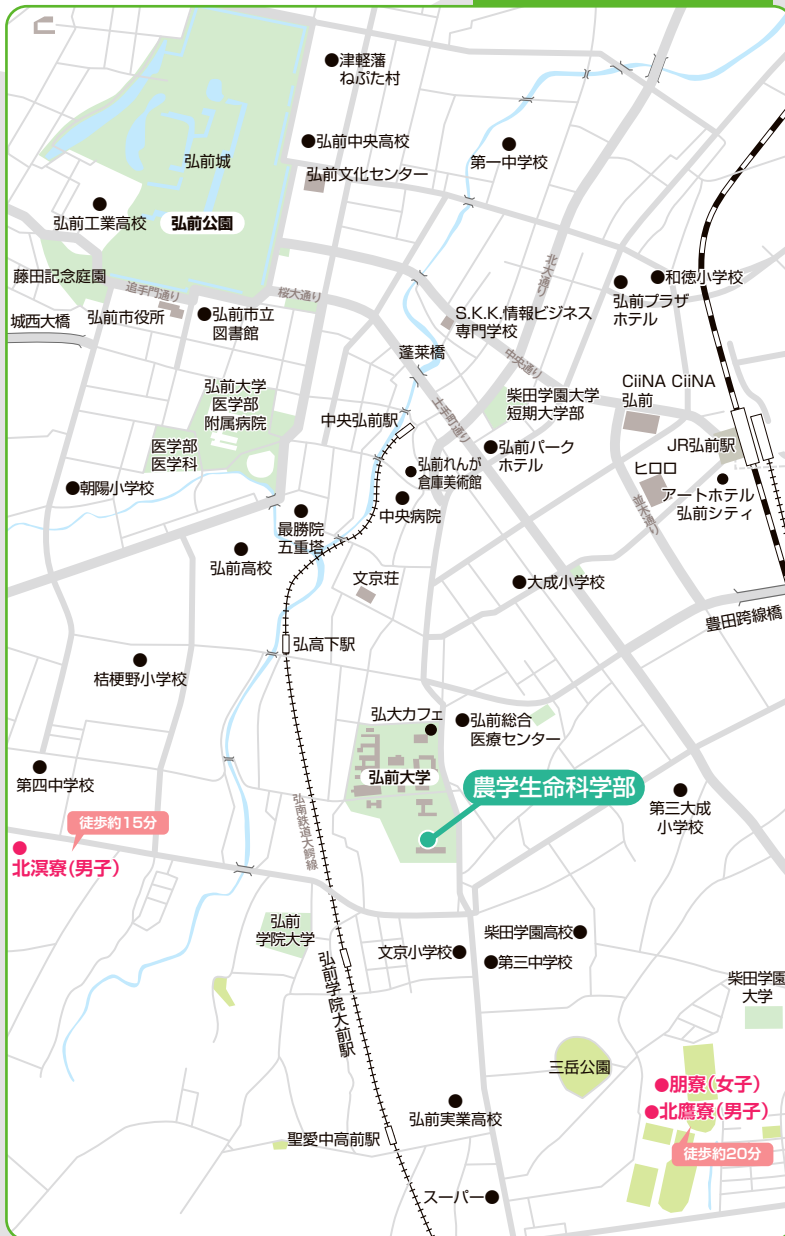 津軽藩
ねぷた村
弘前中央高校
弘前文化センター
第一中学校
弘前城
弘前工業高校
弘前公園
藤田記念庭園
追手門通り
桜大通り
北大通り
和徳小学校
弘前プラザ
ホテル
城西大橋
弘前市役所
弘前市立
図書館
S.K.K.情報ビジネス
専門学校
蓬莱橋
中央通り
土手町通り
弘前大学
医学部
附属病院
医学部
医学科
中央弘前駅
柴田学園大学
短期大学部
CiiNA CiiNA
弘前
弘前パーク
ホテル
JR弘前駅
ヒロロ
アートホテル
弘前シティ
弘前れんが
倉庫美術館
中央病院
朝陽小学校
最勝院
五重塔
弘前高校
文京荘
大成小学校
豊田跨線橋
弘高下駅
桔梗野小学校
弘大カフェ
弘前総合
医療センター
弘前大学
農学生命科学部
第四中学校
第三大成
小学校
徒歩約15分
北溟寮(男子)
弘南鉄道大鰐線
弘前
学院大学
弘前学院大前駅
文京小学校
柴田学園高校
第三中学校
柴田学園
大学
三岳公園
朋寮(女子)
北鷹寮(男子)
徒歩約20分
弘前実業高校
聖愛中高前駅
スーパー